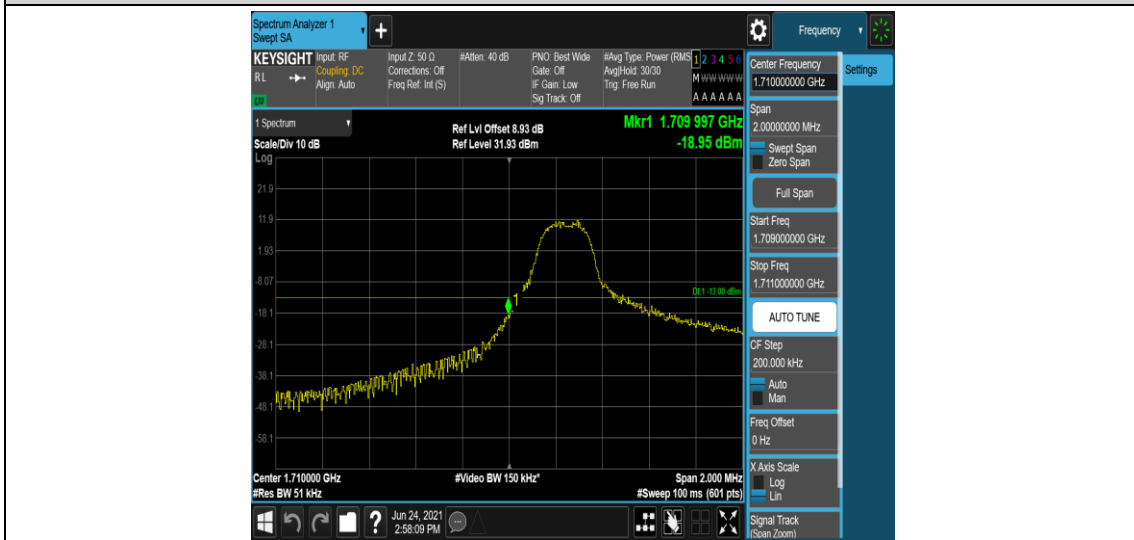 Spectrum Analyzer 1
Swept SA
Frequency
KEYSIGHT
RL
LXI
Input: RF
Coupling: DC
Align: Auto
Input Z: 50 Ω
Corrections: Off
Freq Ref: Int (S)
#Atten: 40 dB
PNO: Best Wide
Gate: Off
IF Gain: Low
Sig Track: Off
#Avg Type: Power (RMS
Avg|Hold: 30/30
Trig: Free Run
1 2 3 4 5 6
M W W W W W
A A A A A A
1 Spectrum
Scale/Div 10 dB
Ref Lvl Offset 8.93 dB
Ref Level 31.93 dBm
Mkr1 1.709 997 GHz
-18.95 dBm
Log
21.9
11.9
1.93
-8.07
-18.1
-28.1
-38.1
-48.1
-58.1
DL1 -13.00 dBm
1
Center 1.710000 GHz
#Res BW 51 kHz
#Video BW 150 kHz*
Span 2.000 MHz
#Sweep 100 ms (601 pts)
Jun 24, 2021
2:58:09 PM
Center Frequency
1.710000000 GHz
Settings
Span
2.00000000 MHz
Swept Span
Zero Span
Full Span
Start Freq
1.709000000 GHz
Stop Freq
1.711000000 GHz
AUTO TUNE
CF Step
200.000 kHz
Auto
Man
Freq Offset
0 Hz
X Axis Scale
Log
Lin
Signal Track
(Span Zoom)